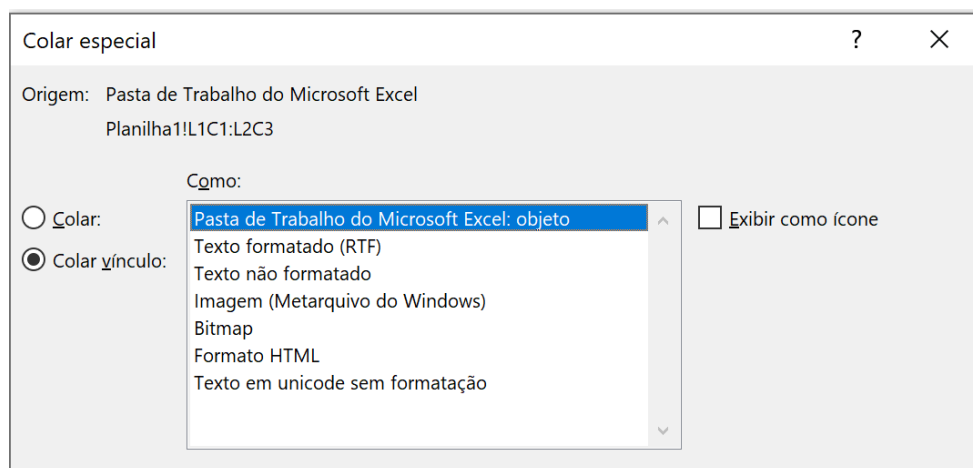 Colar especial
?
Origem: Pasta de Trabalho do Microsoft Excel
Planilha1!L1C1:L2C3
Como:
Colar:
Colar vínculo:
Pasta de Trabalho do Microsoft Excel: objeto
Texto formatado (RTF)
Texto não formatado
Imagem (Metarquivo do Windows)
Bitmap
Formato HTML
Texto em unicode sem formatação
Exibir como ícone